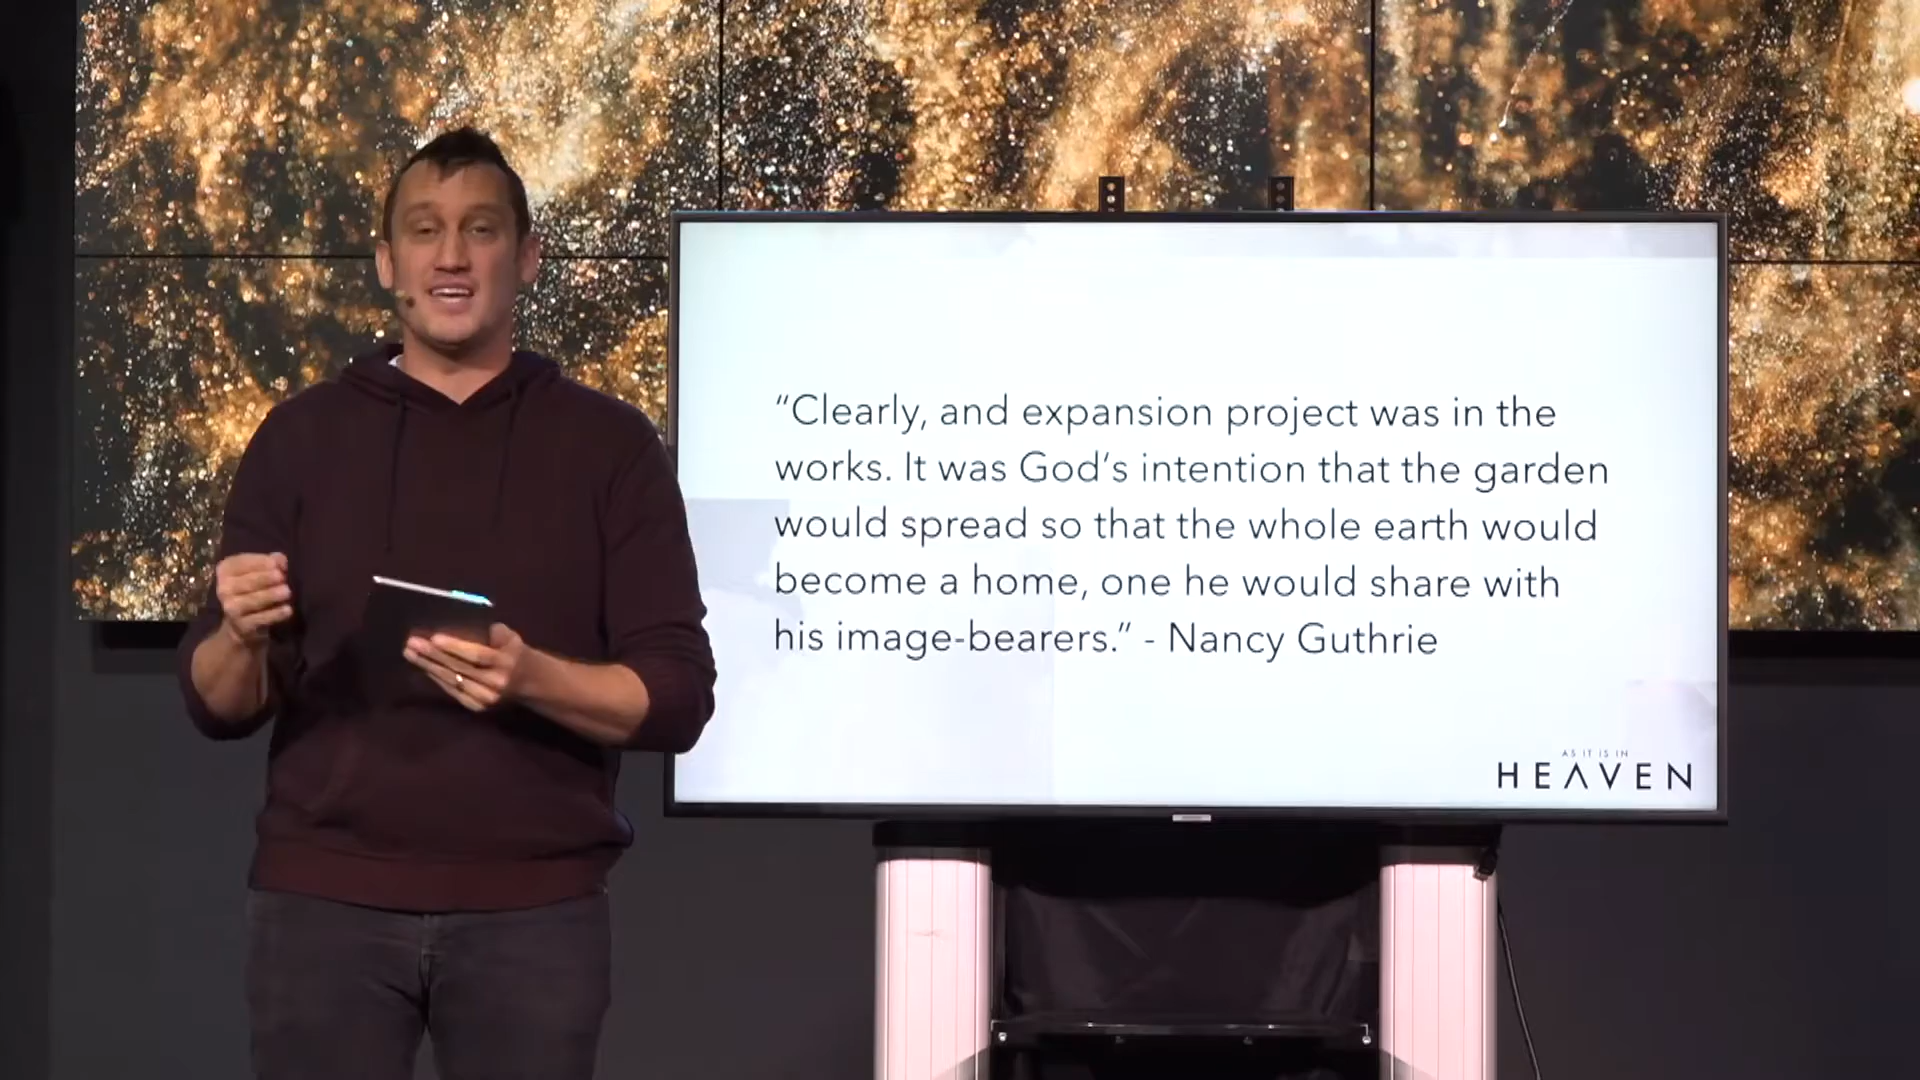 “Clearly, and expansion project was in the
works. It was God’s intention that the garden
would spread so that the whole earth would
become a home, one he would share with
his image-bearers.” - Nancy Guthrie
AS IT IS IN
HEAVEN